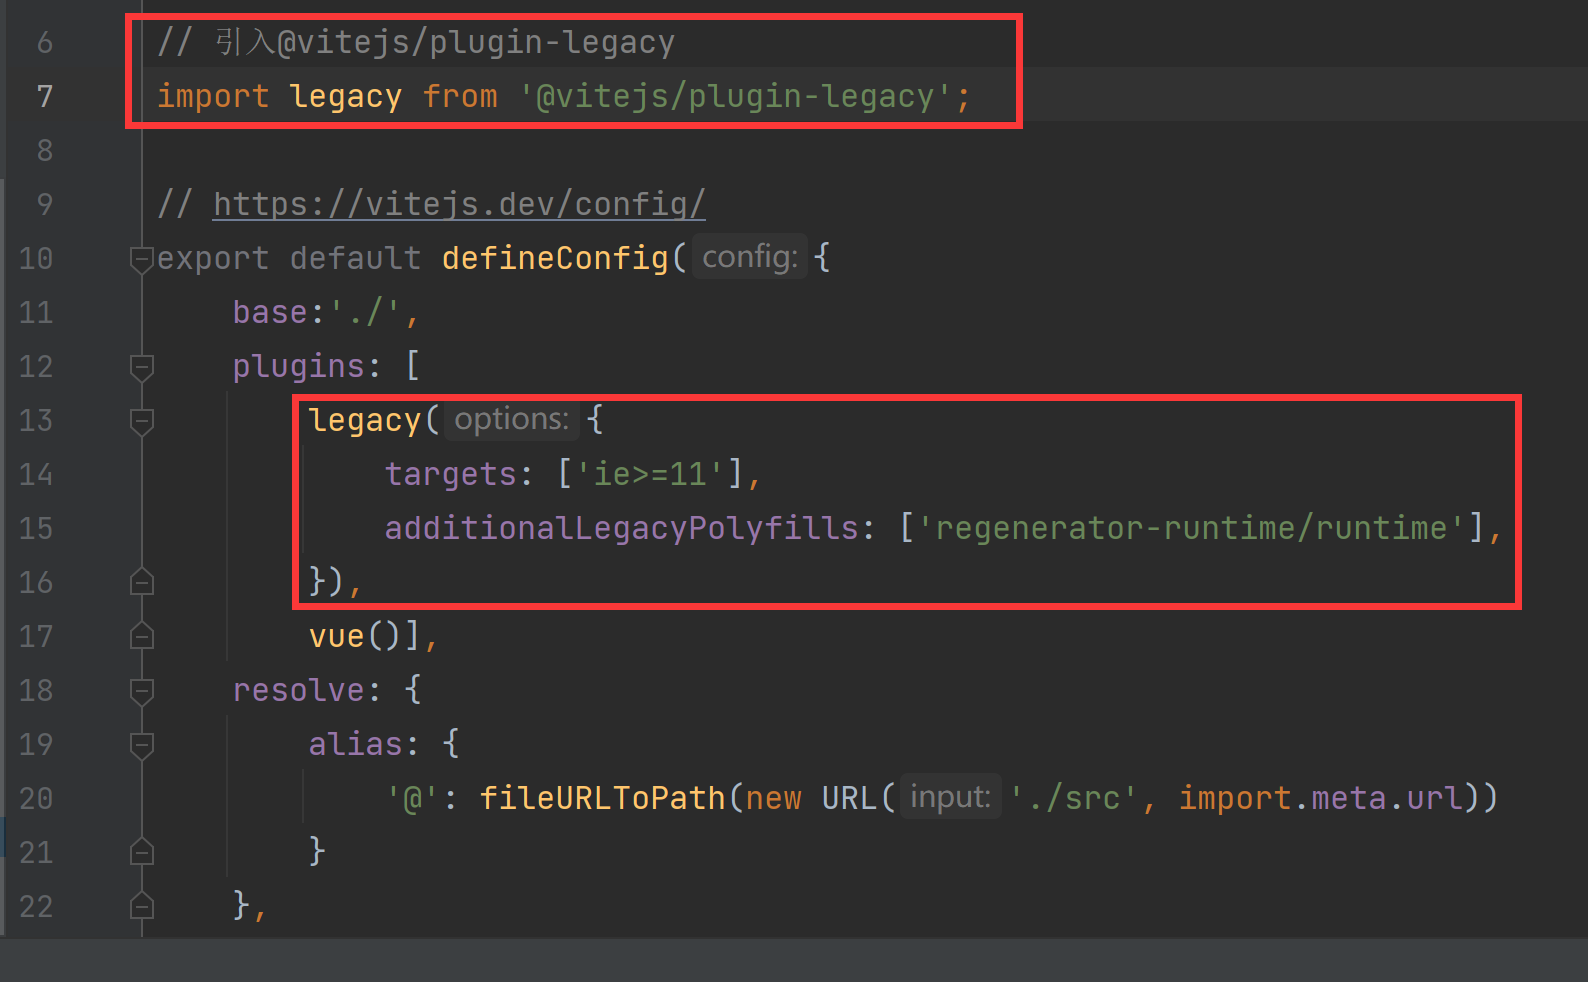 6 // 引入@vitejs/plugin-legacy
7 import legacy from '@vitejs/plugin-legacy';
8
9 // https://vitejs.dev/config/
10 export default defineConfig( config: {
11     base:'./',
12     plugins: [
13         legacy( options: {
14             targets: ['ie>=11'],
15             additionalLegacyPolyfills: ['regenerator-runtime/runtime'],
16         }),
17         vue()],
18     resolve: {
19         alias: {
20             '@': fileURLToPath(new URL( input: './src', import.meta.url))
21         }
22     },